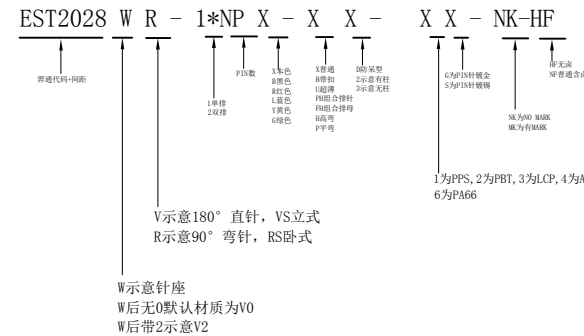 EST2028 W R - 1*NP X - X X - X X - NK-HF
羿通代码+间距
PIN数
1单排
2双排
X本色
B黑色
R红色
L蓝色
Y黄色
G绿色
X普通
B带扣
U超薄
PH组合排针
PH组合排母
H高弯
P平弯
D防呆型
2示意有柱
3示意无柱
G为PIN针镀金
S为PIN针镀锡
HF无卤
NF普通含卤
NK为NO MARK
MK为有MARK
1为PPS,2为PBT,3为LCP,4为A
6为PA66
V示意180°直针，VS立式
R示意90°弯针，RS卧式
W示意针座
W后无0默认材质为V0
W后带2示意V2